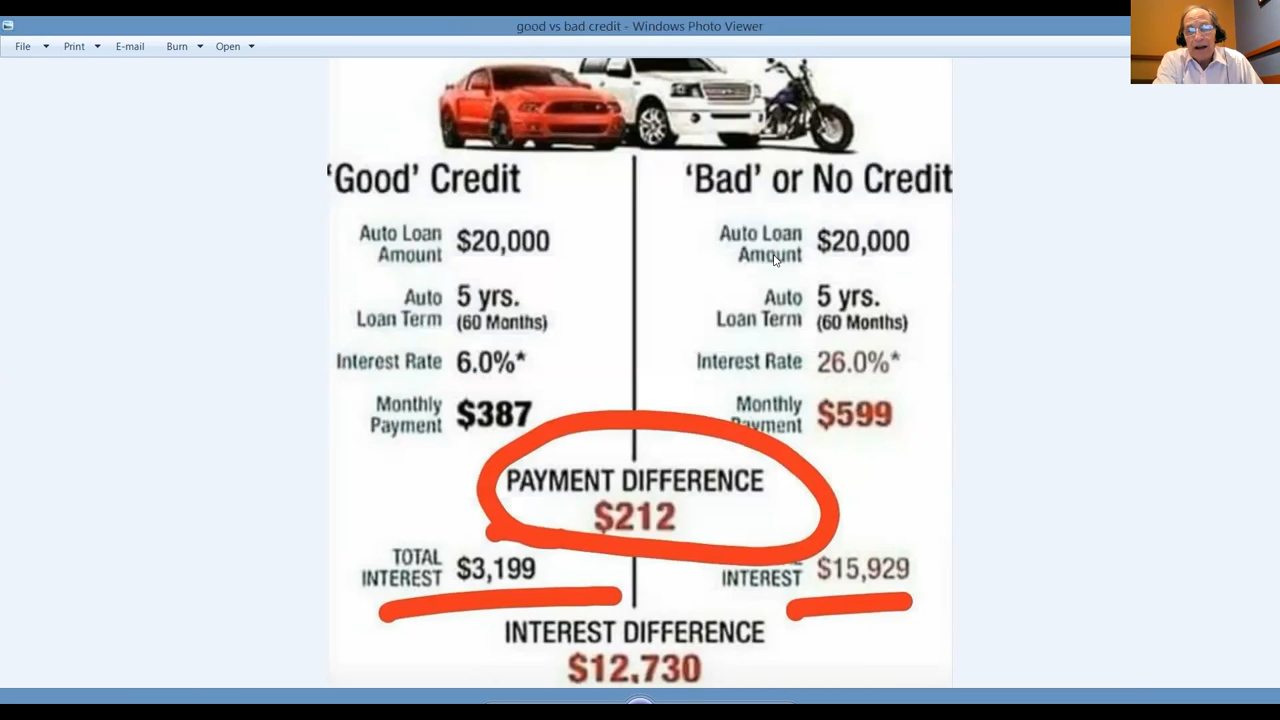 good vs bad credit - Windows Photo Viewer
File Print E-mail Burn Open
'Good' Credit
Auto Loan Amount $20,000
Auto Loan Term 5 yrs. (60 Months)
Interest Rate 6.0%*
Monthly Payment $387
'Bad' or No Credit
Auto Loan Amount $20,000
Auto Loan Term 5 yrs. (60 Months)
Interest Rate 26.0%*
Monthly Payment $599
PAYMENT DIFFERENCE
$212
TOTAL INTEREST $3,199
INTEREST $15,929
INTEREST DIFFERENCE
$12,730